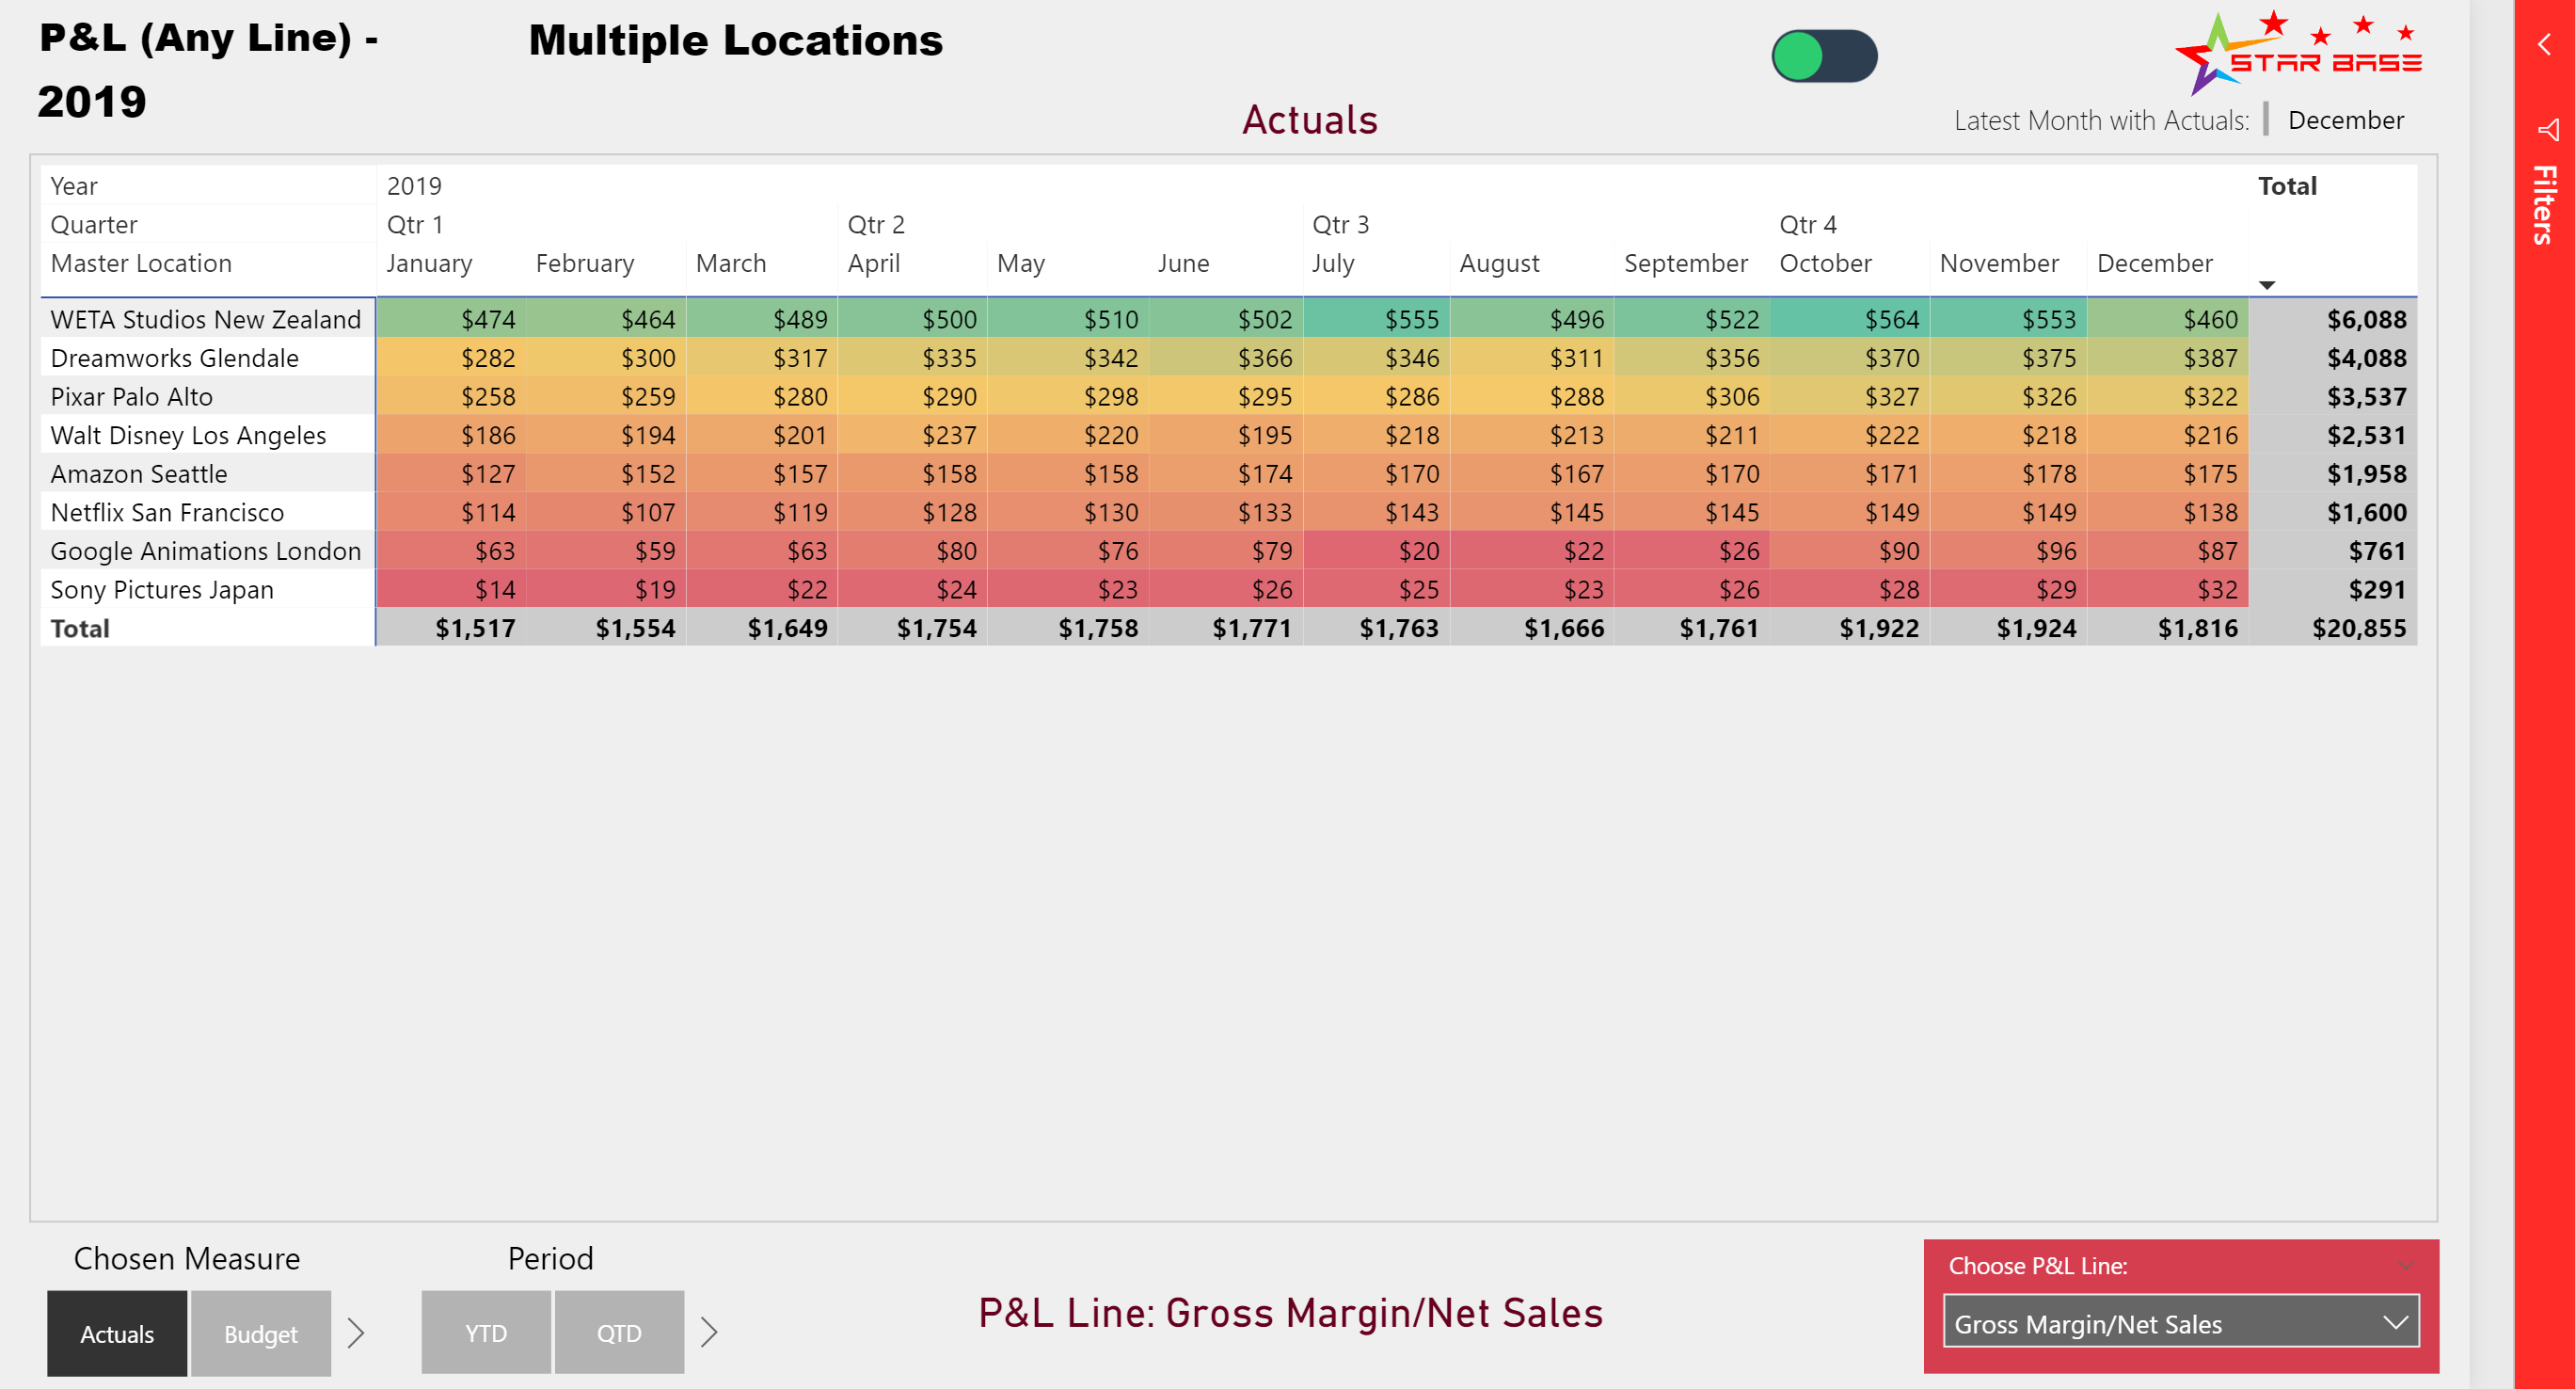 P&L (Any Line) -
2019
Multiple Locations
Actuals
STAR BASE
Latest Month with Actuals: December
Filters
Year 2019 Total
Quarter Qtr 1 Qtr 2 Qtr 3 Qtr 4
Master Location January February March April May June July August September October November December
WETA Studios New Zealand $474 $464 $489 $500 $510 $502 $555 $496 $522 $564 $553 $460 $6,088
Dreamworks Glendale $282 $300 $317 $335 $342 $366 $346 $311 $356 $370 $375 $387 $4,088
Pixar Palo Alto $258 $259 $280 $290 $298 $295 $286 $288 $306 $327 $326 $322 $3,537
Walt Disney Los Angeles $186 $194 $201 $237 $220 $195 $218 $213 $211 $222 $218 $216 $2,531
Amazon Seattle $127 $152 $157 $158 $158 $174 $170 $167 $170 $171 $178 $175 $1,958
Netflix San Francisco $114 $107 $119 $128 $130 $133 $143 $145 $145 $149 $149 $138 $1,600
Google Animations London $63 $59 $63 $80 $76 $79 $20 $22 $26 $90 $96 $87 $761
Sony Pictures Japan $14 $19 $22 $24 $23 $26 $25 $23 $26 $28 $29 $32 $291
Total $1,517 $1,554 $1,649 $1,754 $1,758 $1,771 $1,763 $1,666 $1,761 $1,922 $1,924 $1,816 $20,855
Chosen Measure
Actuals Budget
Period
YTD QTD
P&L Line: Gross Margin/Net Sales
Choose P&L Line:
Gross Margin/Net Sales